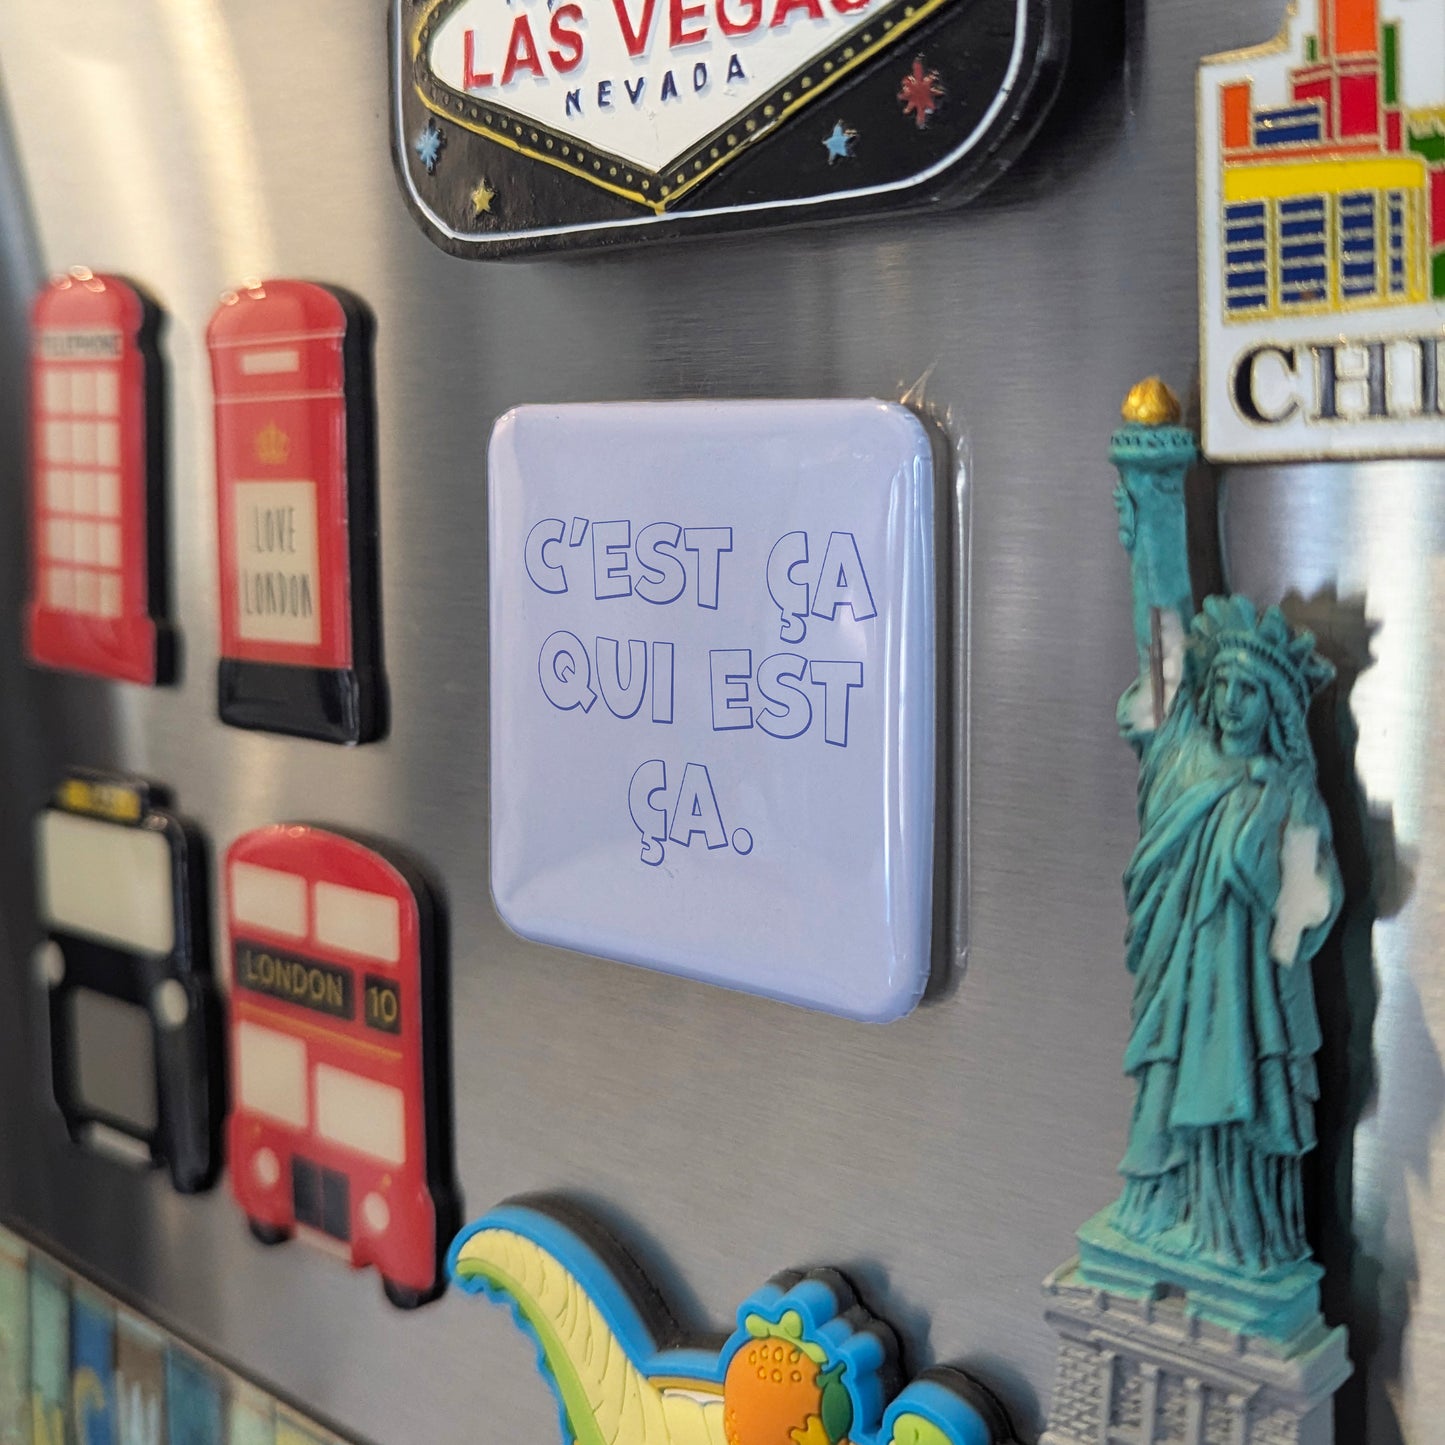 LAS VEGAS
NEVADA
CHI
TELEPHONE
LOVE
LONDON
C'EST ÇA
QUI EST
ÇA.
LONDON 10